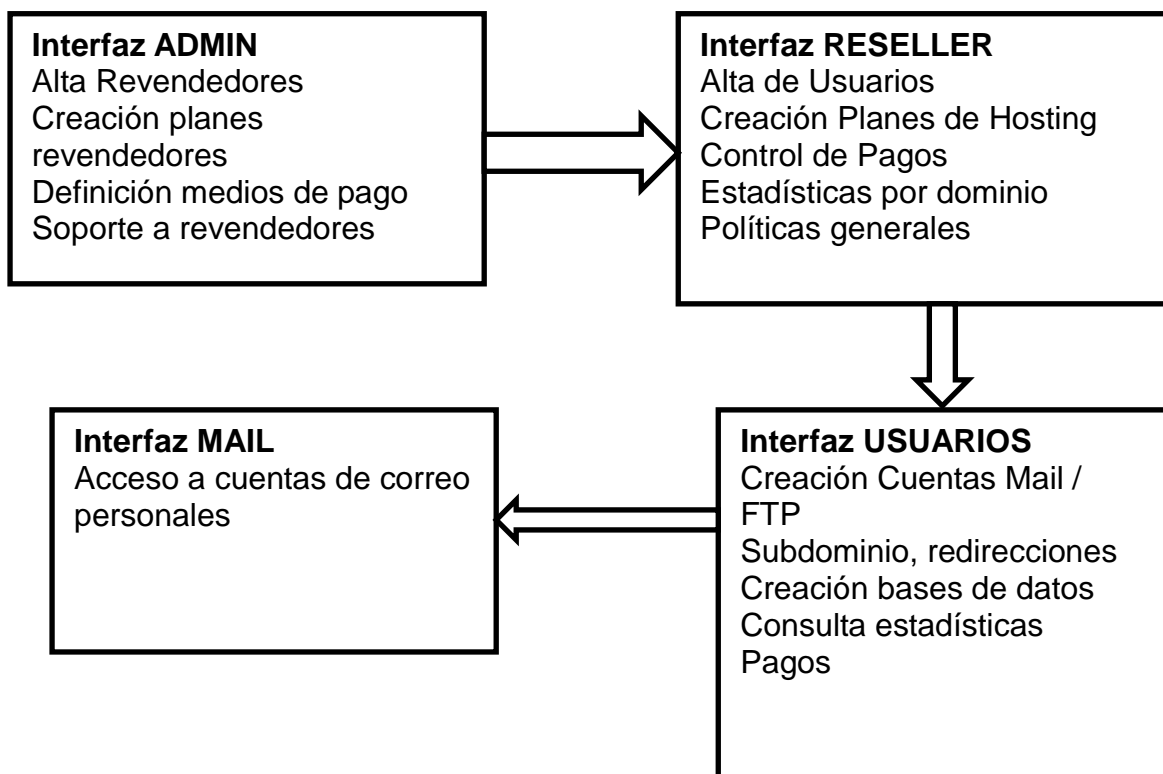 Interfaz ADMIN
Alta Revendedores
Creación planes
revendedores
Definición medios de pago
Soporte a revendedores
Interfaz RESELLER
Alta de Usuarios
Creación Planes de Hosting
Control de Pagos
Estadísticas por dominio
Políticas generales
Interfaz MAIL
Acceso a cuentas de correo
personales
Interfaz USUARIOS
Creación Cuentas Mail /
FTP
Subdominio, redirecciones
Creación bases de datos
Consulta estadísticas
Pagos